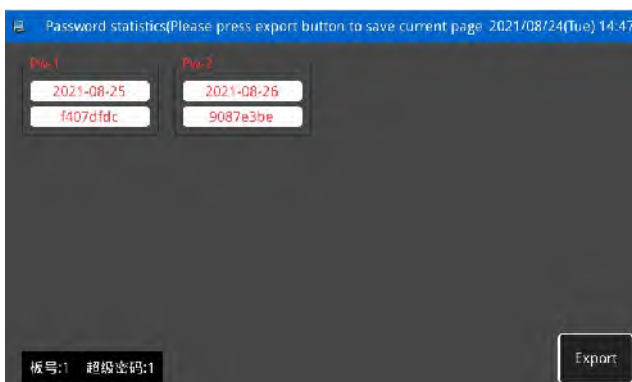 Password statistics(Please press export button to save current page 2021/08/24(Tue) 14:47
Pw-1 Pw-2
2021-08-25 2021-08-26
f407dfdc 9087e3be
Export
板号:1 超级密码:1